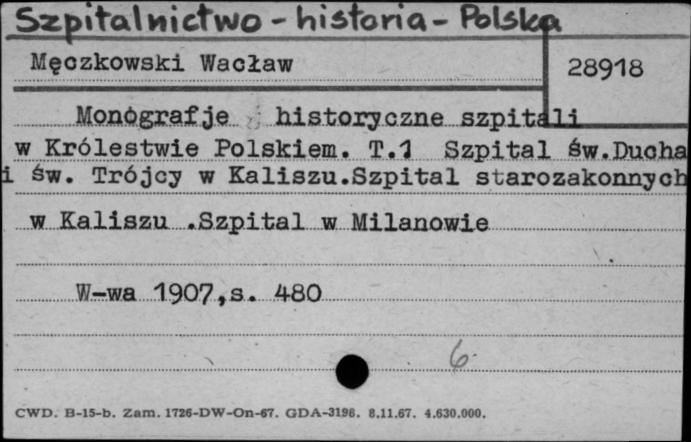 Szpitalnictwo - historia - Polska
Męczkowski Wacław
28918
Monografje historyczne szpitali
w Królestwie Polskiem. T.1 Szpital św.Ducha
i św. Trójcy w Kaliszu.Szpital starozakonnych
w Kaliszu .Szpital w Milanowie
W-wa 1907,s. 480
6
CWD. B-15-b. Zam. 1726-DW-On-67. GDA-3198. 8.11.67. 4.630.000.